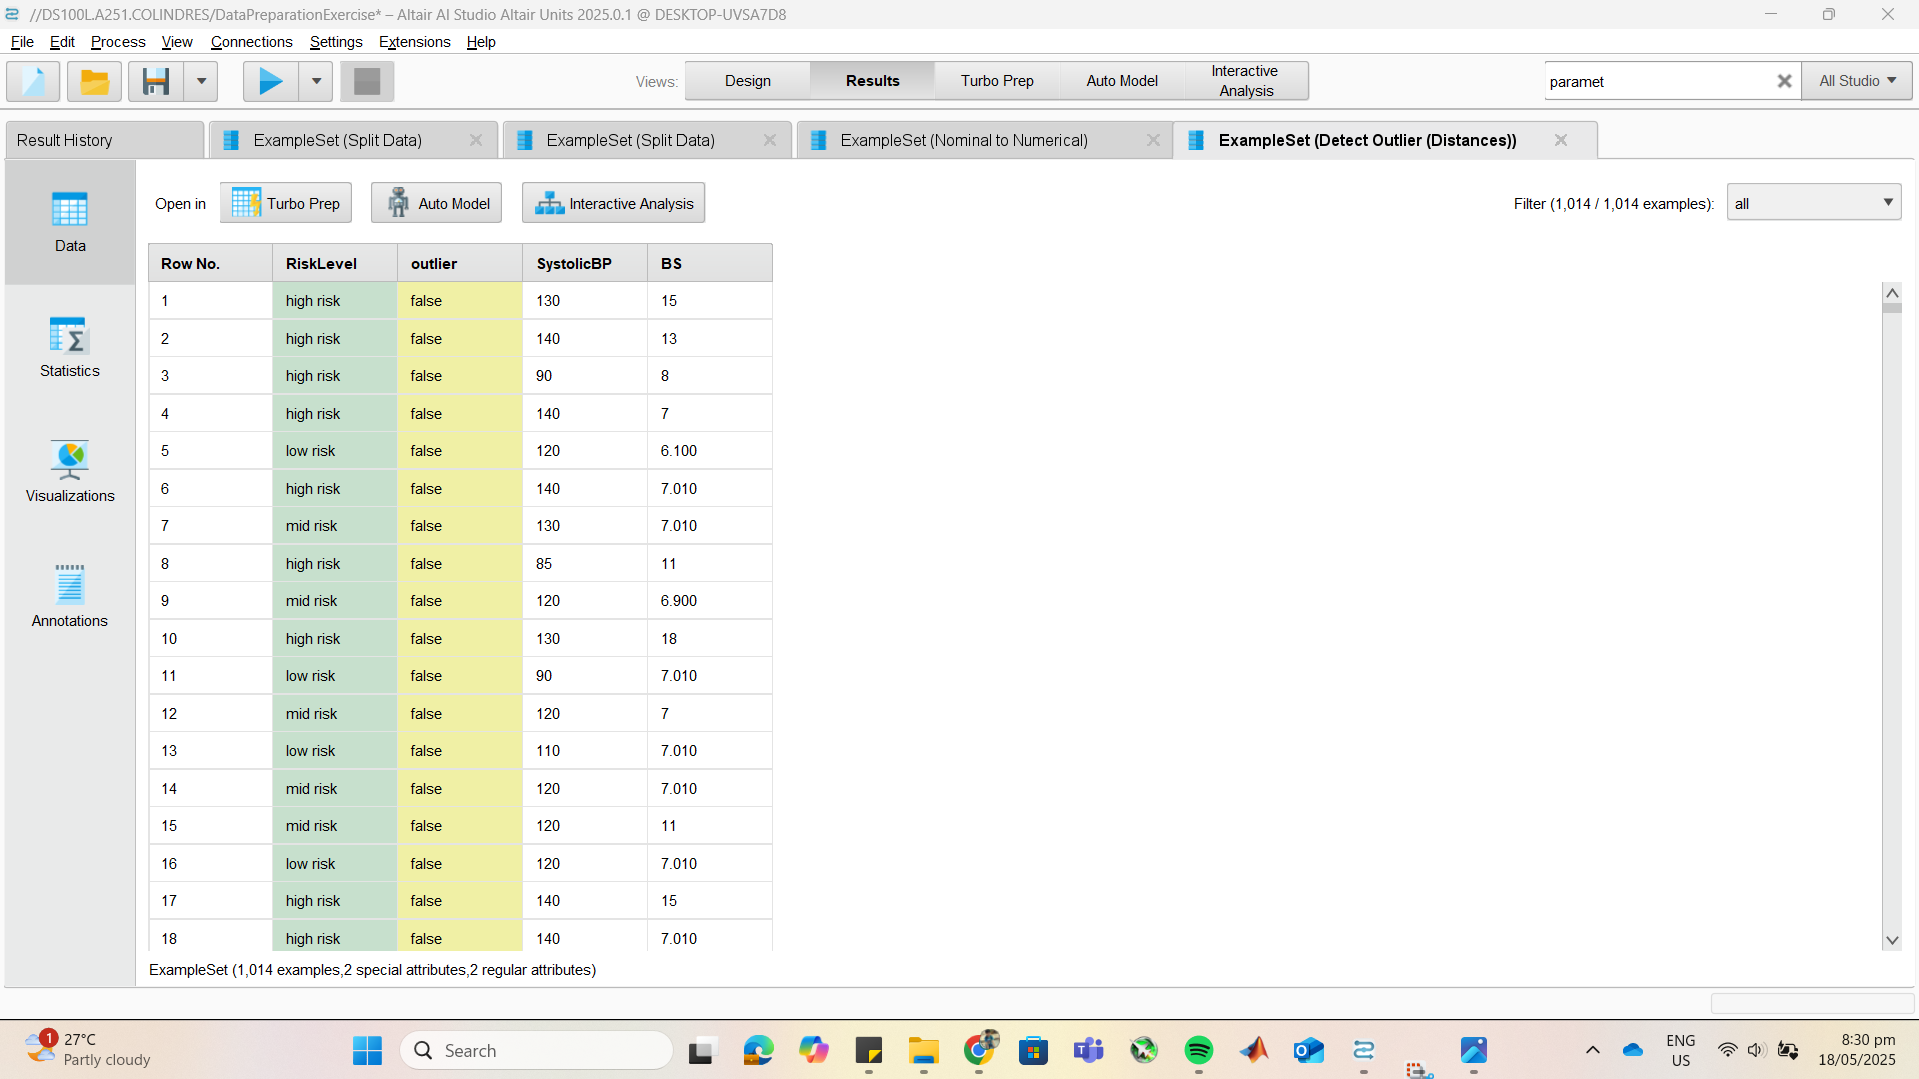 //DS100L.A251.COLINDRES/DataPreparationExercise* – Altair AI Studio Altair Units 2025.0.1 @ DESKTOP-UVSA7D8
File Edit Process View Connections Settings Extensions Help
Views: Design Results Turbo Prep Auto Model Interactive Analysis paramet All Studio
Result History ExampleSet (Split Data) ExampleSet (Split Data) ExampleSet (Nominal to Numerical) ExampleSet (Detect Outlier (Distances))
Open in Turbo Prep Auto Model Interactive Analysis Filter (1,014 / 1,014 examples): all
Data
Statistics
Visualizations
Annotations
Row No. RiskLevel outlier SystolicBP BS
1 high risk false 130 15
2 high risk false 140 13
3 high risk false 90 8
4 high risk false 140 7
5 low risk false 120 6.100
6 high risk false 140 7.010
7 mid risk false 130 7.010
8 high risk false 85 11
9 mid risk false 120 6.900
10 high risk false 130 18
11 low risk false 90 7.010
12 mid risk false 120 7
13 low risk false 110 7.010
14 mid risk false 120 7.010
15 mid risk false 120 11
16 low risk false 120 7.010
17 high risk false 140 15
18 high risk false 140 7.010
ExampleSet (1,014 examples,2 special attributes,2 regular attributes)
1 27°C
Partly cloudy
Search
ENG
US
8:30 pm
18/05/2025